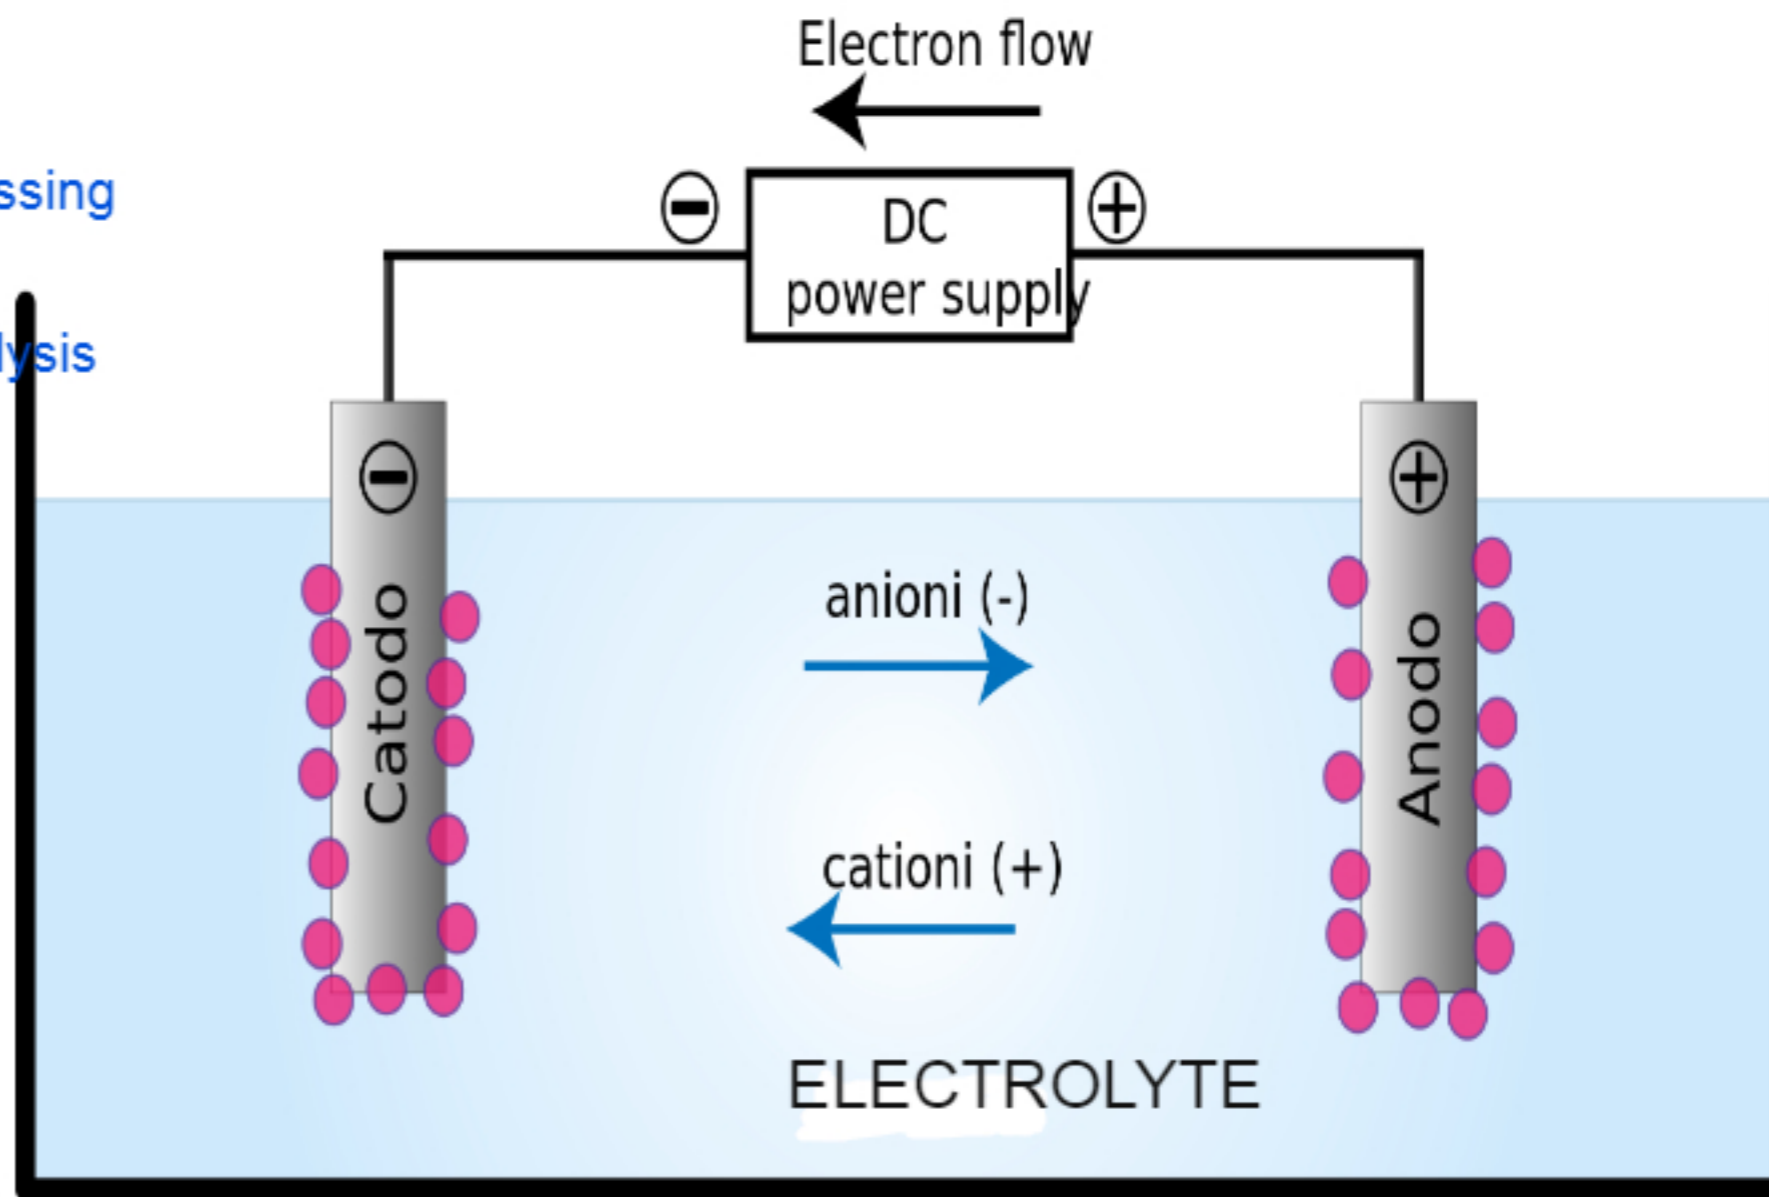 Electron flow
ssing
DC
power supply
lysis
Catodo
Anodo
anioni (-)
cationi (+)
ELECTROLYTE